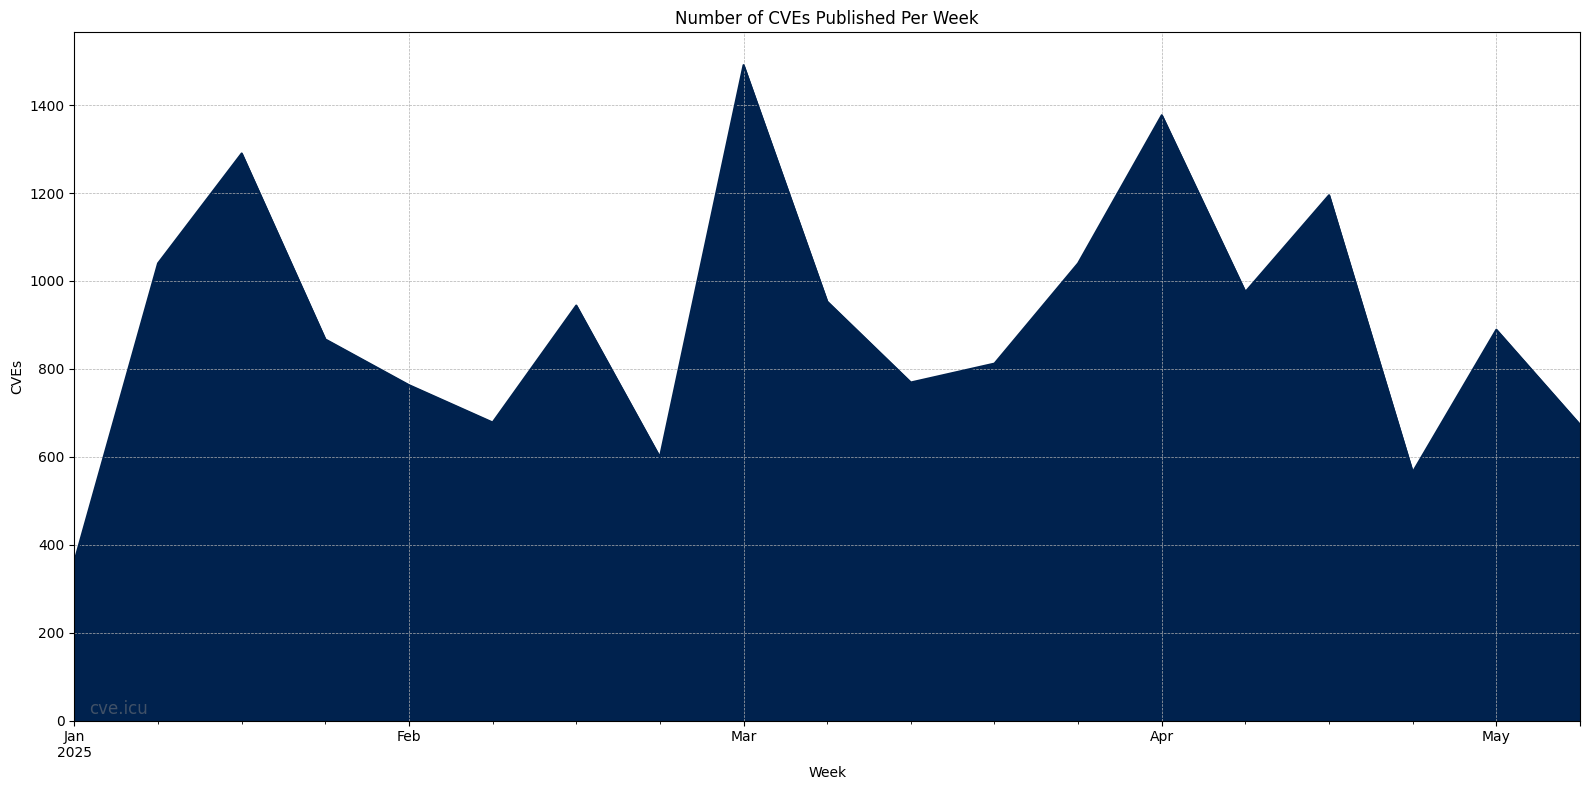 Number of CVEs Published Per Week
1400
1200
1000
800
600
400
200
0
CVEs
cve.icu
Jan
2025
Feb
Mar
Apr
May
Week